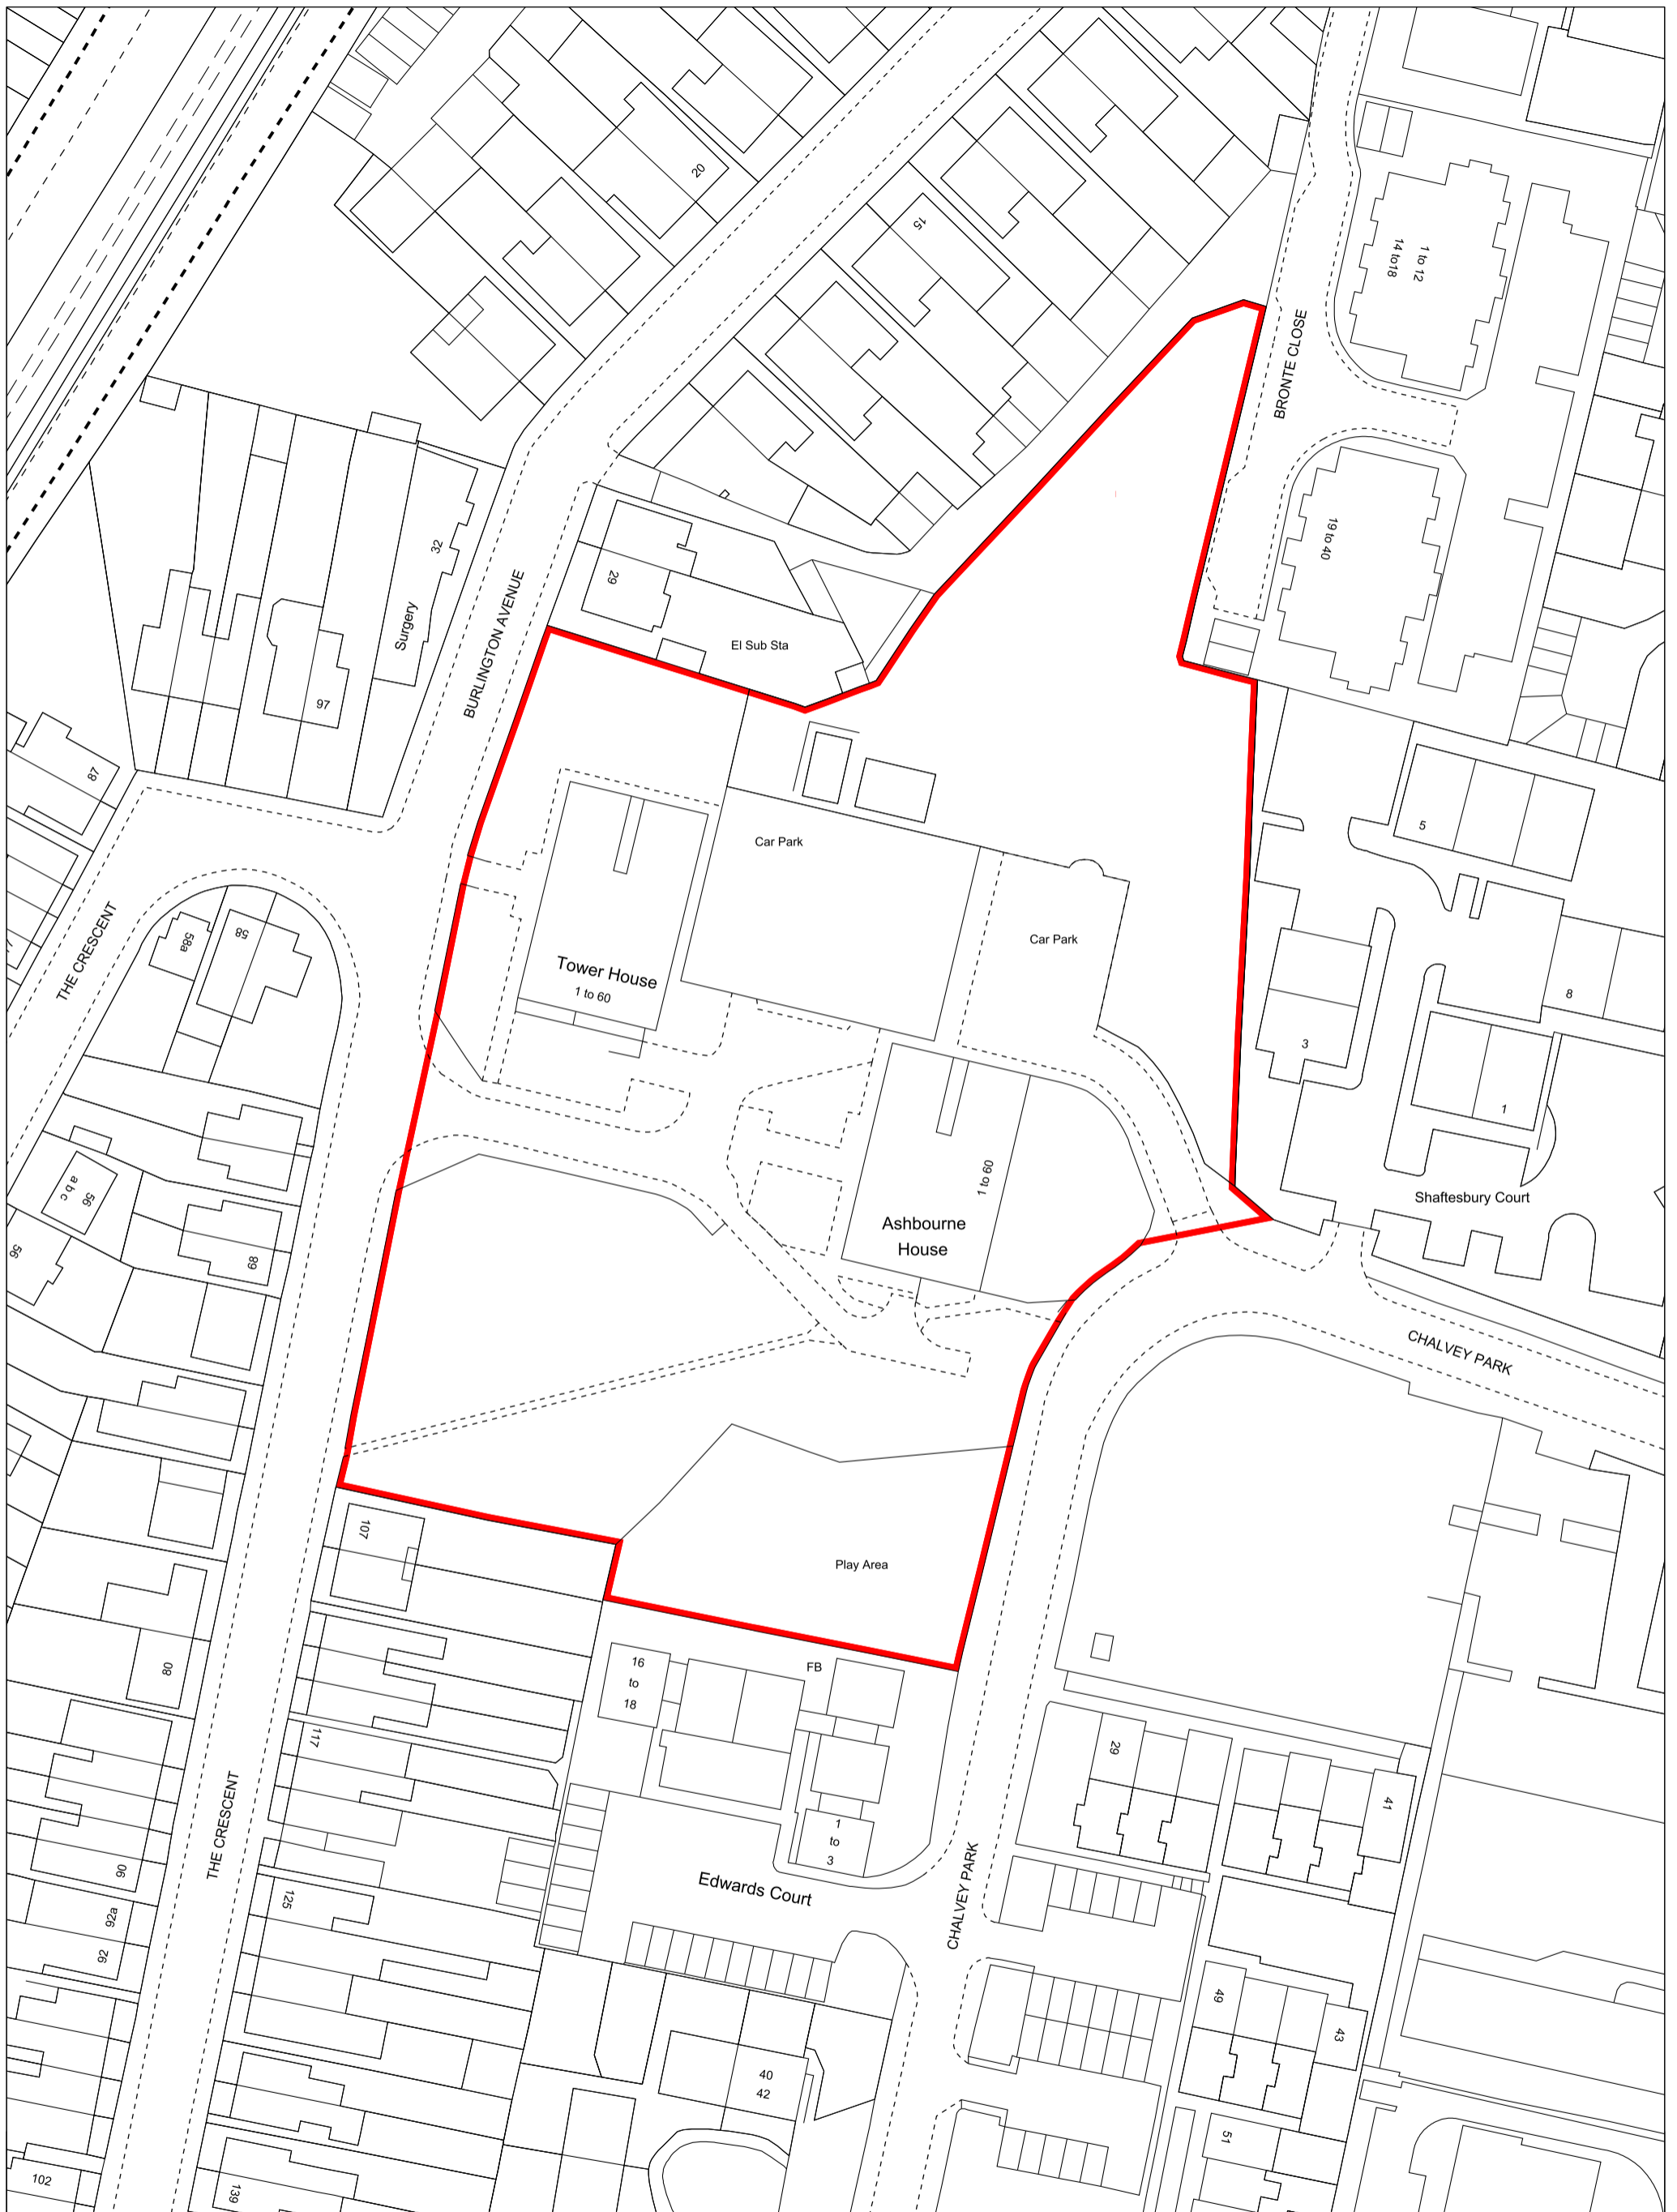 20
15
14 to18
1 to 12
BRONTE CLOSE
32
Surgery
29
19 to 40
BURLINGTON AVENUE
El Sub Sta
97
87
5
Car Park
Car Park
THE CRESCENT
58a
58
Tower House
1 to 60
8
3
1
1 to 60
Ashbourne
House
Shaftesbury Court
56
a b c
56
68
CHALVEY PARK
107
Play Area
80
16
to
18
FB
117
29
41
1
to
3
THE CRESCENT
90
Edwards Court
CHALVEY PARK
125
92a
92
49
43
40
42
51
102
139